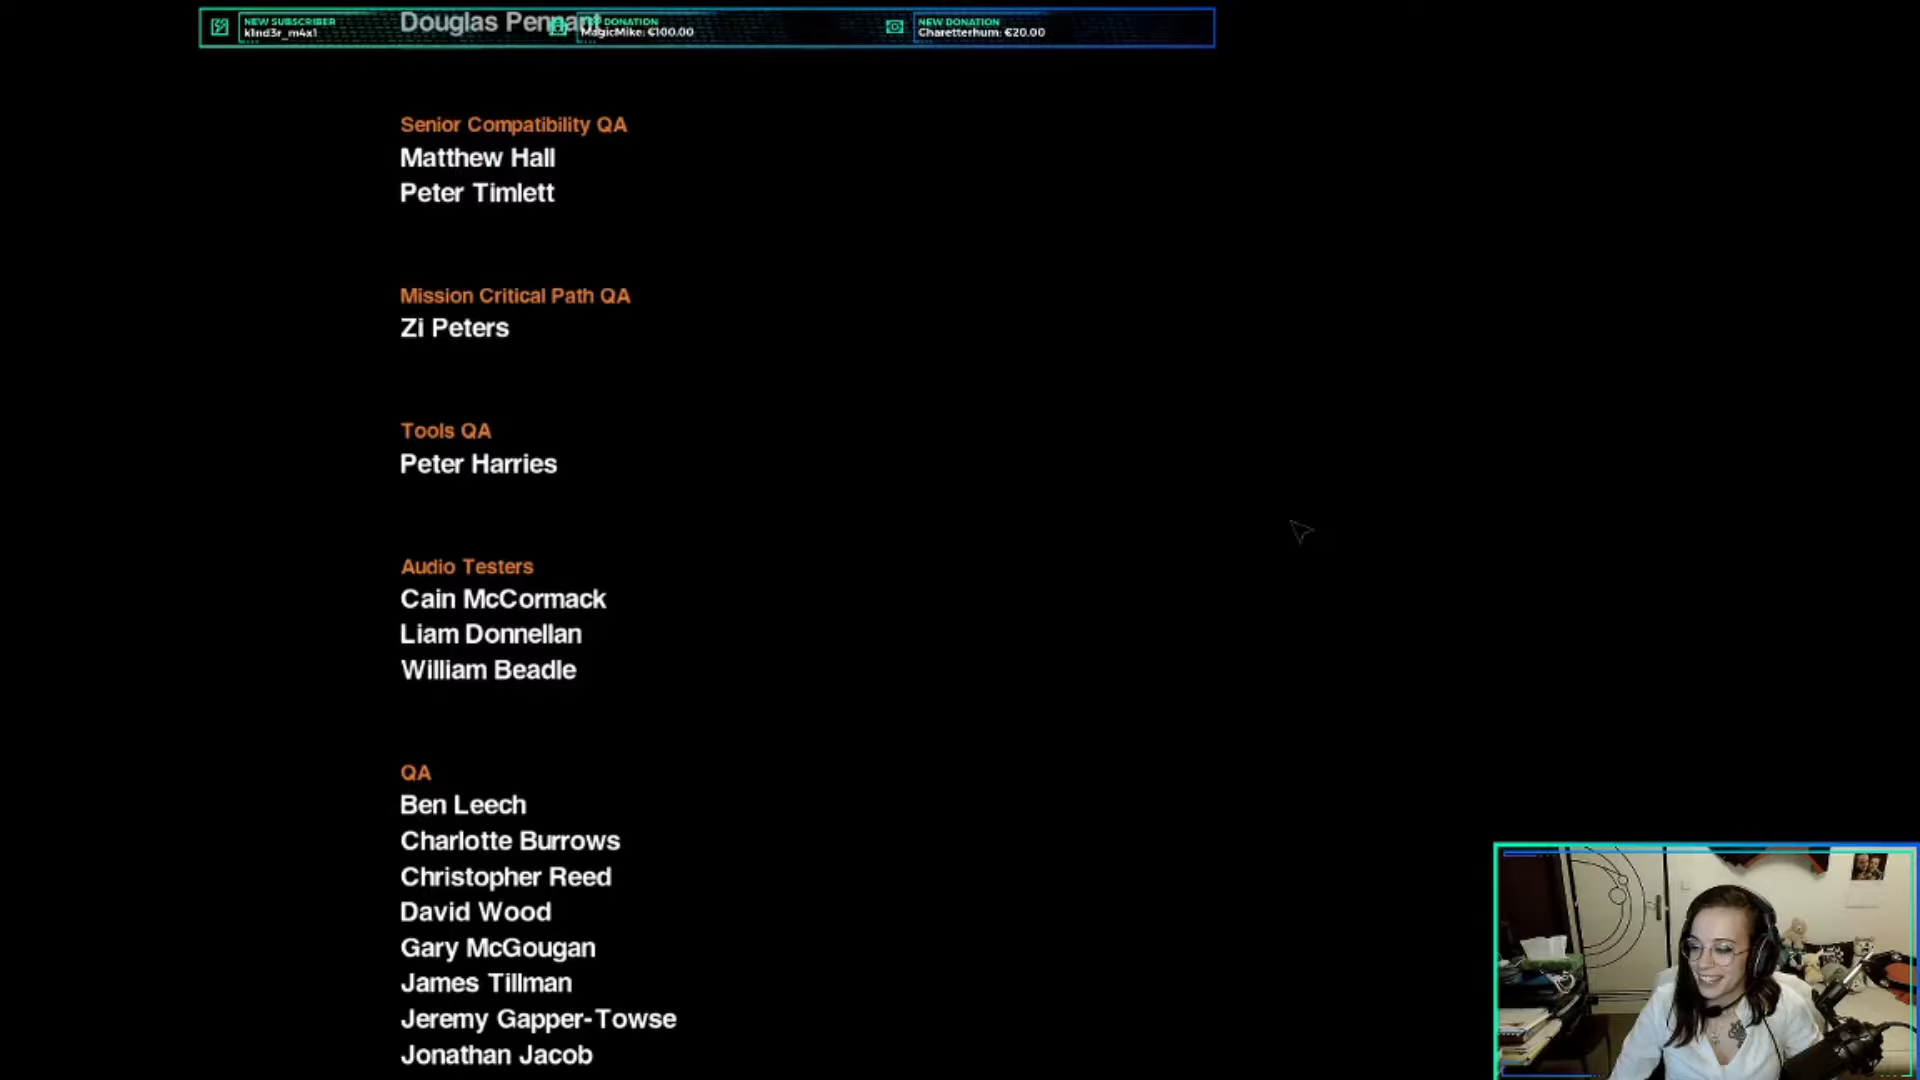 Douglas Pennant
NEW SUBSCRIBER
k1nd3r_m4x1
DONATION
MagicMike: €100.00
NEW DONATION
Charetterhum: €20.00
Senior Compatibility QA
Matthew Hall
Peter Timlett
Mission Critical Path QA
Zi Peters
Tools QA
Peter Harries
Audio Testers
Cain McCormack
Liam Donnellan
William Beadle
QA
Ben Leech
Charlotte Burrows
Christopher Reed
David Wood
Gary McGougan
James Tillman
Jeremy Gapper-Towse
Jonathan Jacob